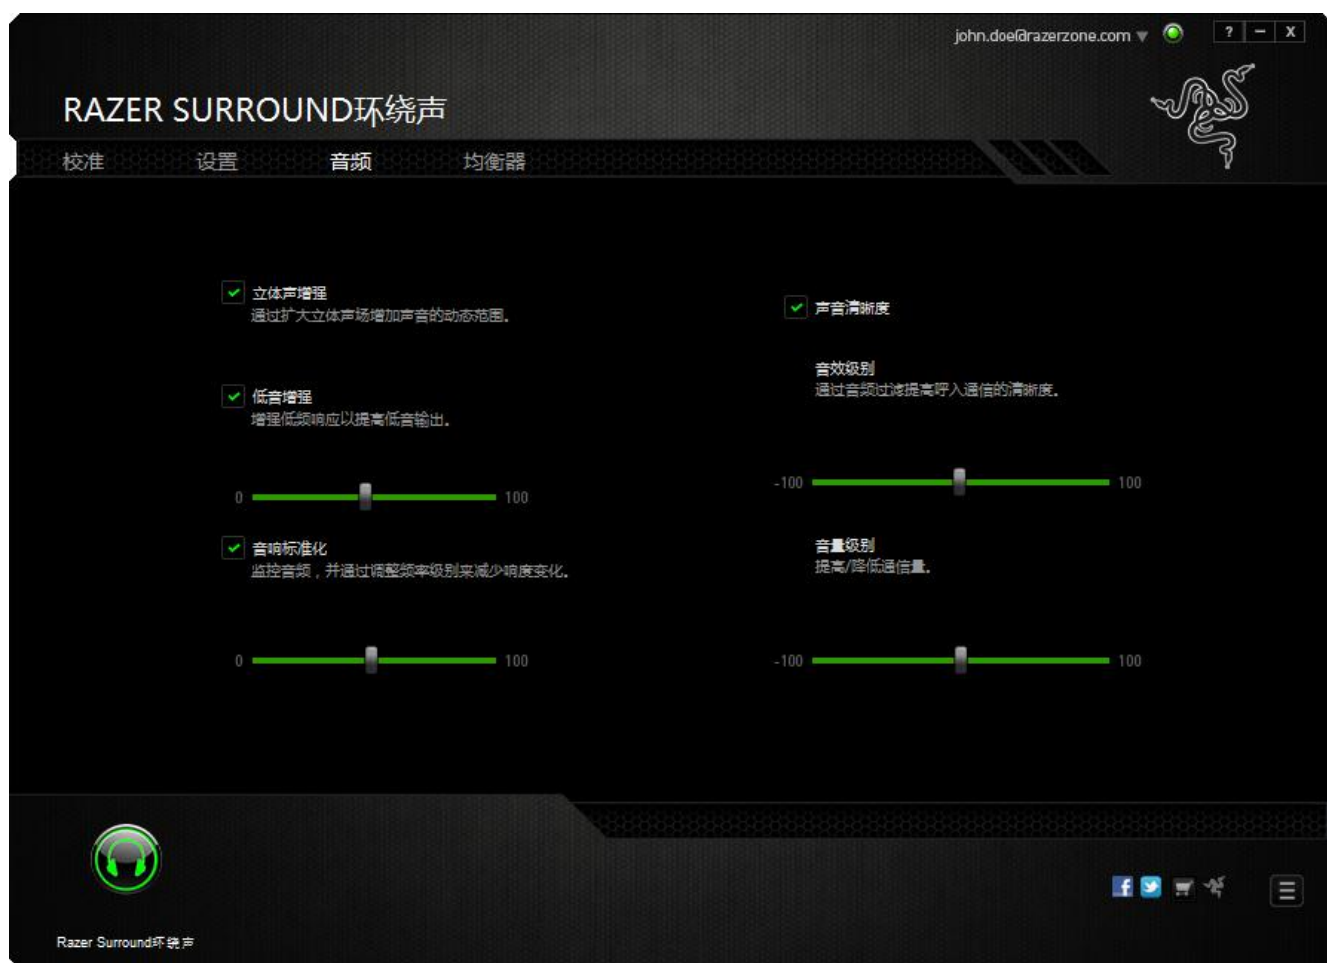 john.doe@razerzone.com
? – X
RAZER SURROUND环绕声
校准 设置 音频 均衡器
立体声增强
通过扩大立体声场增加声音的动态范围。
低音增强
增强低频响应以提高低音输出。
0 100
音响标准化
监控音频，并通过调整频率级别来减少响度变化。
0 100
声音清晰度
音效级别
通过音频过滤提高呼入通信的清晰度。
-100 100
音量级别
提高/降低通信量。
-100 100
Razer Surround环绕声